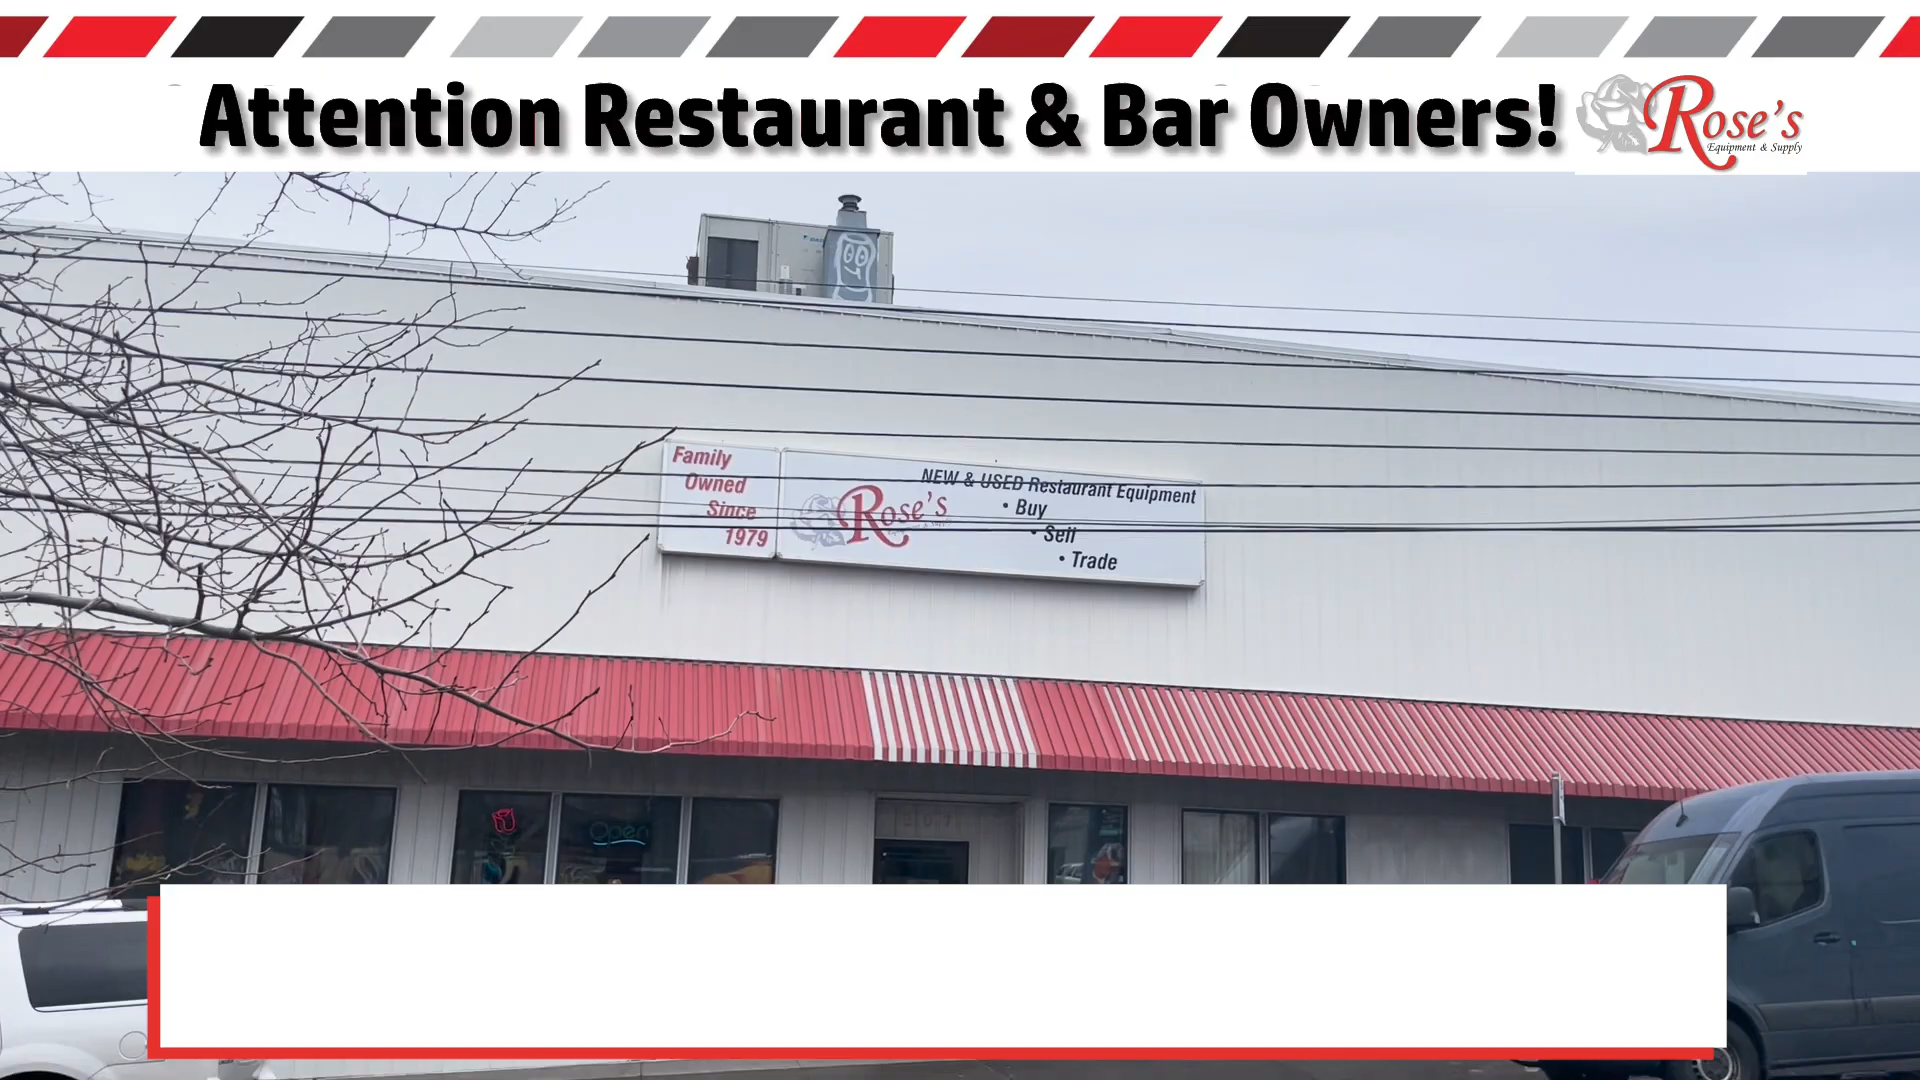 Attention Restaurant & Bar Owners!
Rose's
Equipment & Supply
Family
Owned
Since
1979
Rose's
NEW & USED Restaurant Equipment
• Buy
• Sell
• Trade
Open